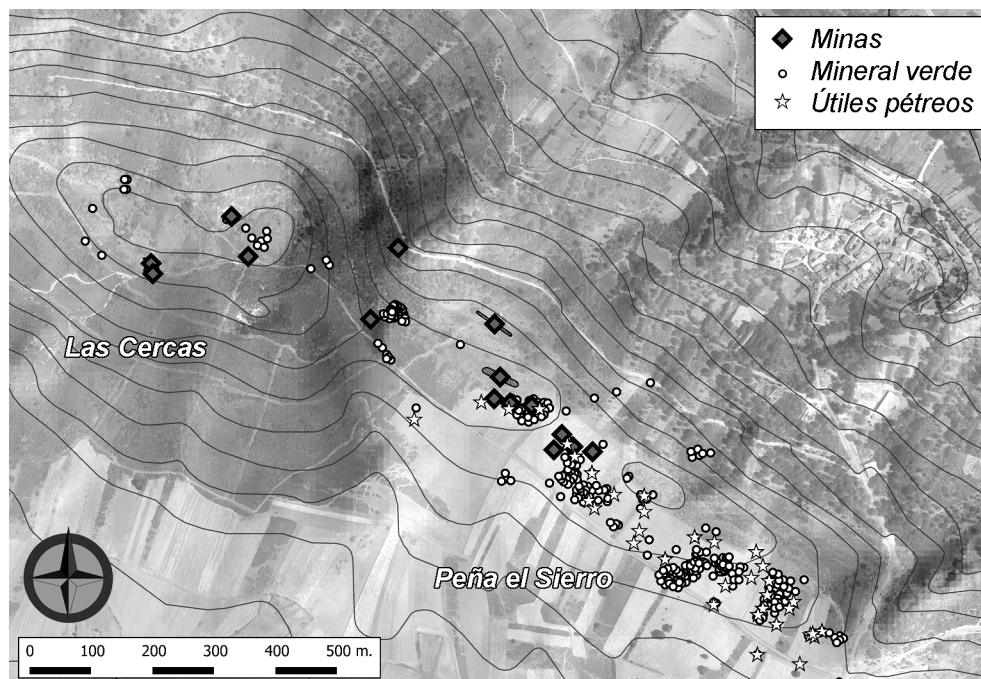 Minas
Mineral verde
Útiles pétreos
Las Cercas
Peña el Sierro
0 100 200 300 400 500 m.